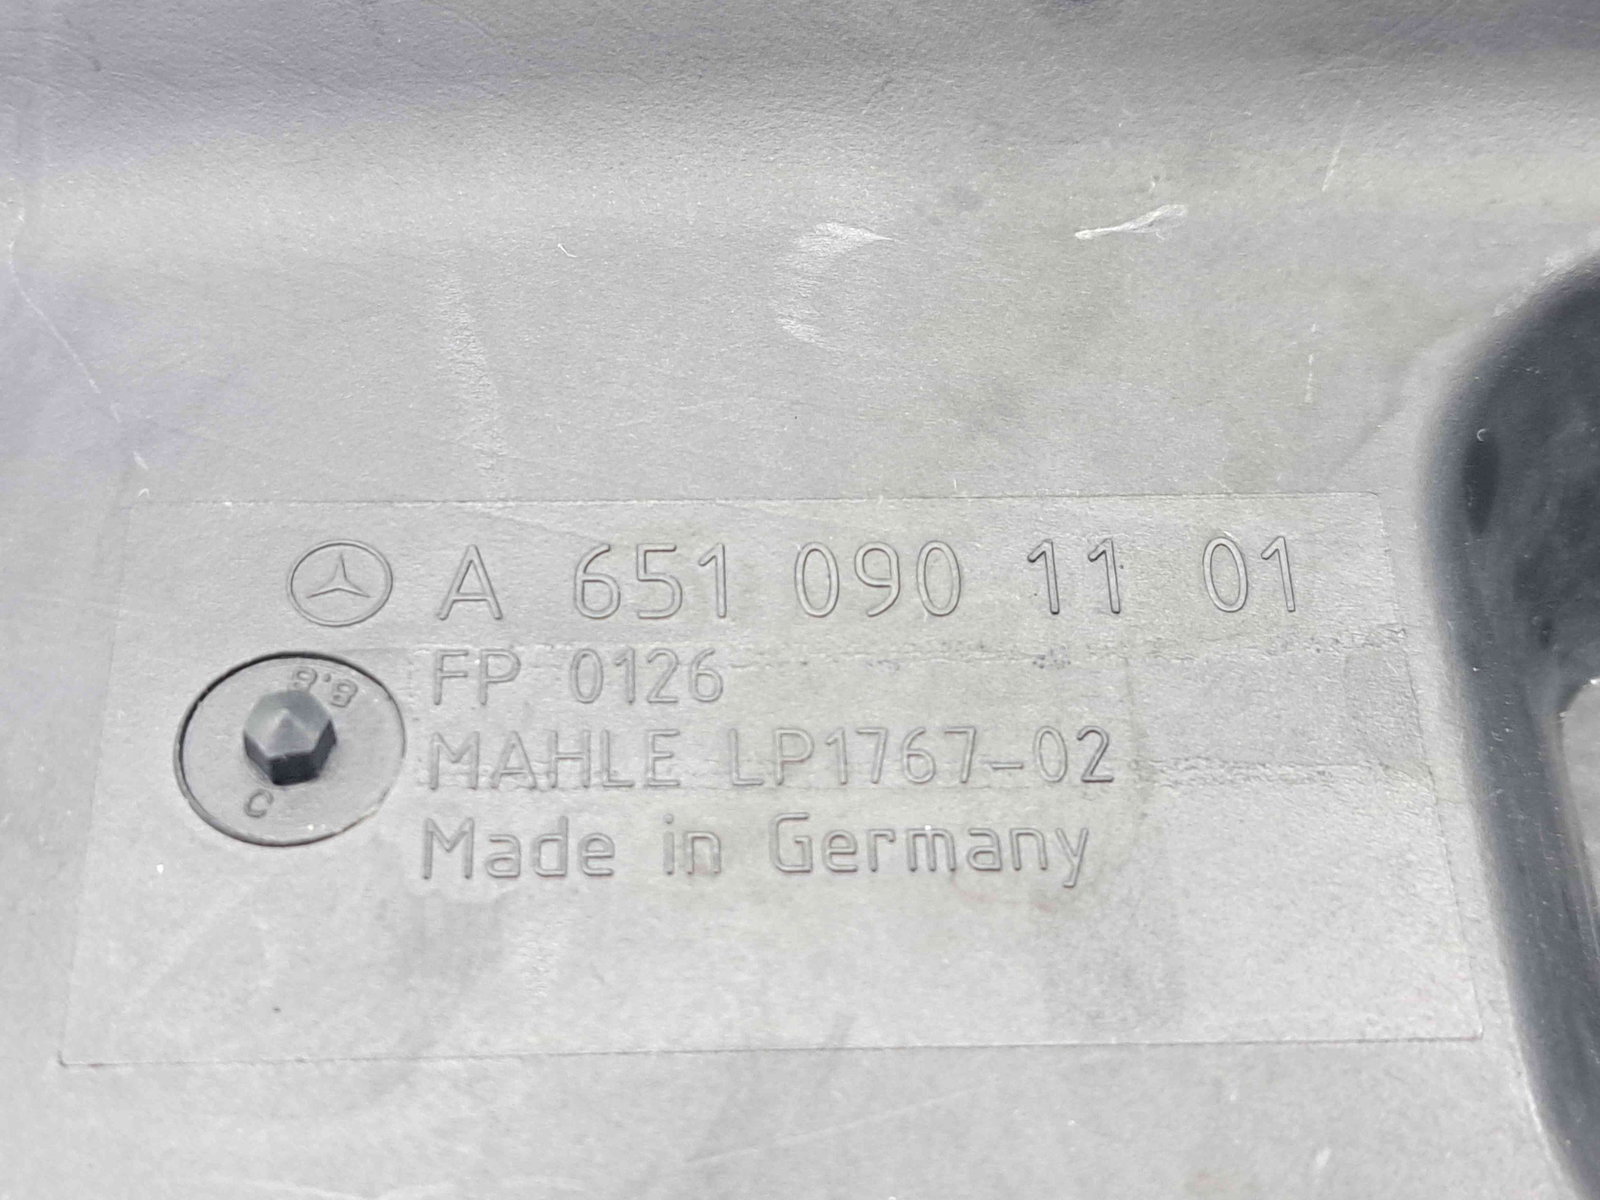 A 651 090 11 01
FP 0126
MAHLE LP1767-02
Made in Germany
C